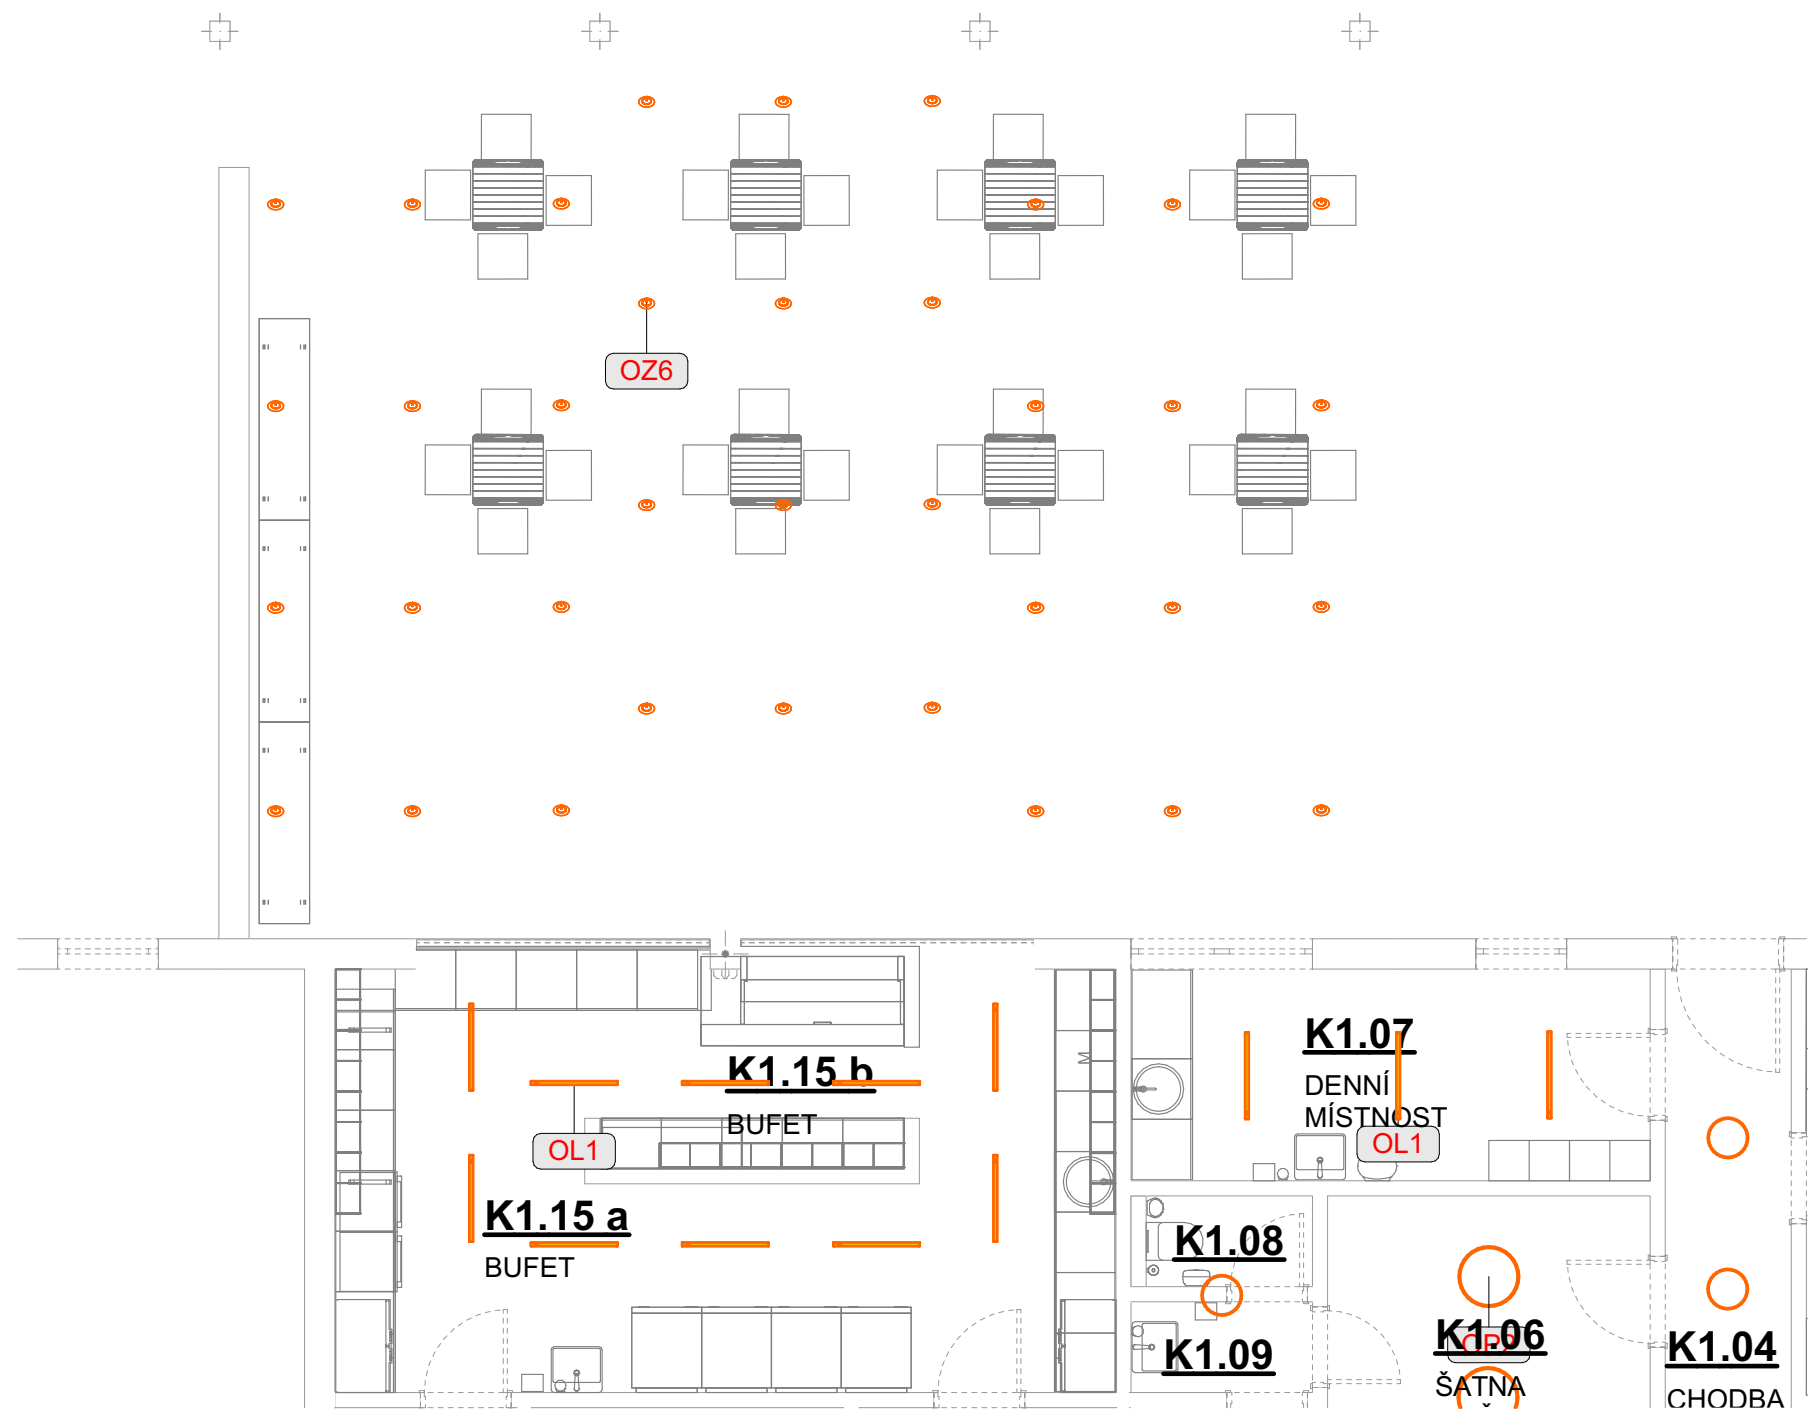 OZ6
K1.07
DENNÍ
MÍSTNOST
OL1
K1.15 b
BUFET
OL1
M
K1.15 a
BUFET
K1.08
K1.09
K1.06
ŠATNA
K1.04
CHODBA